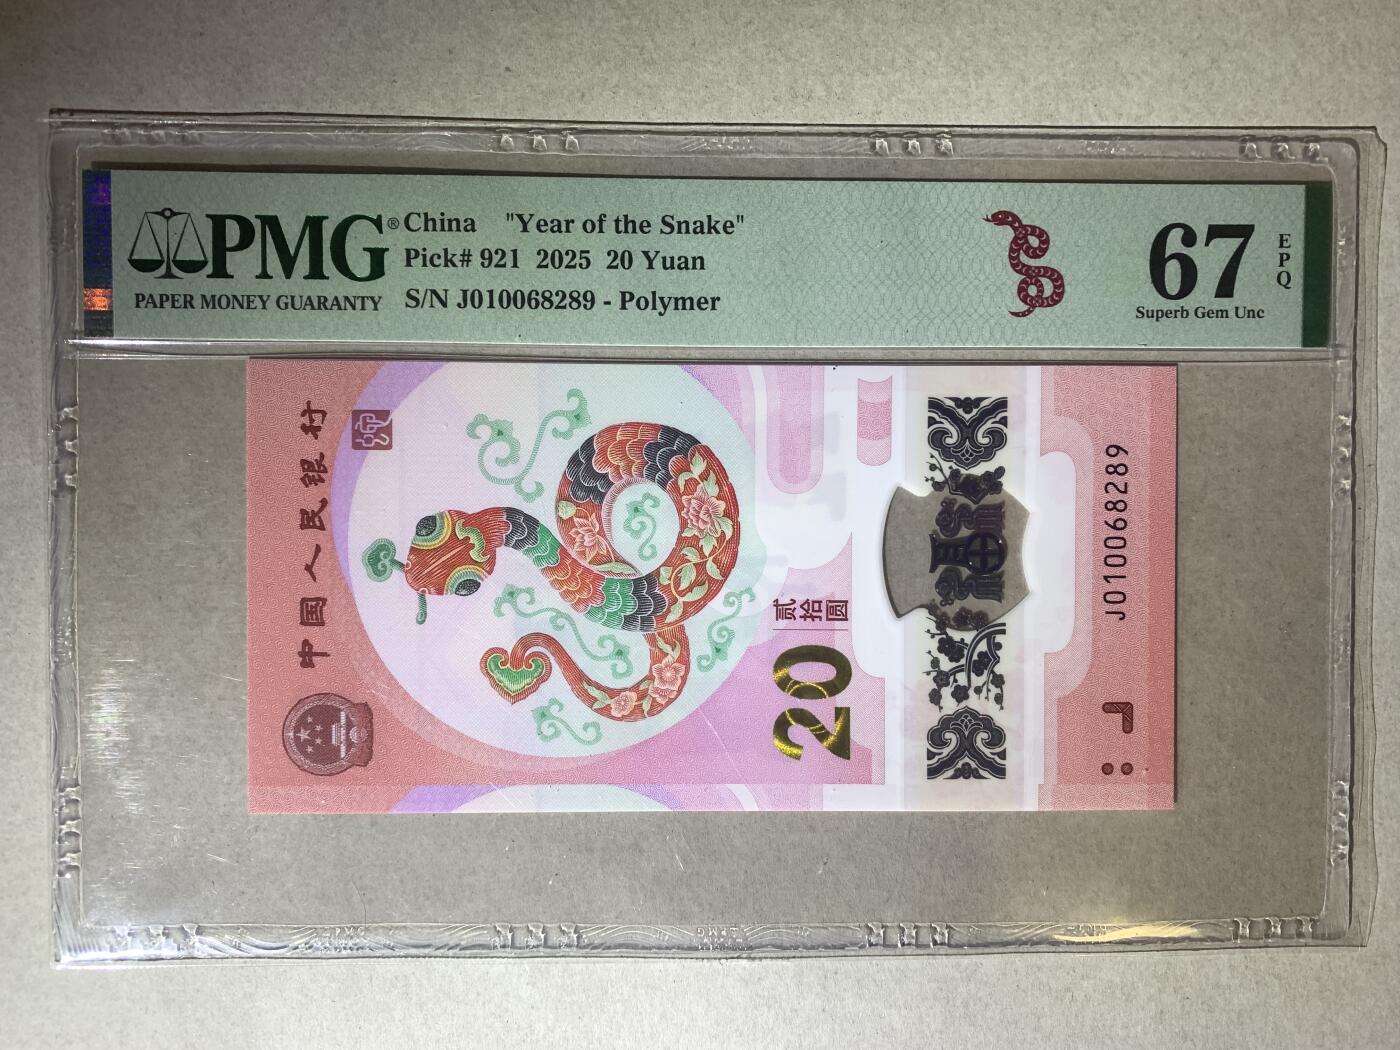 PMG®
PAPER MONEY GUARANTY
China "Year of the Snake"
Pick# 921 2025 20 Yuan
S/N J010068289 - Polymer
67
EPQ
Superb Gem Unc
中国人民银行
贰拾圆
20
福
J010068289